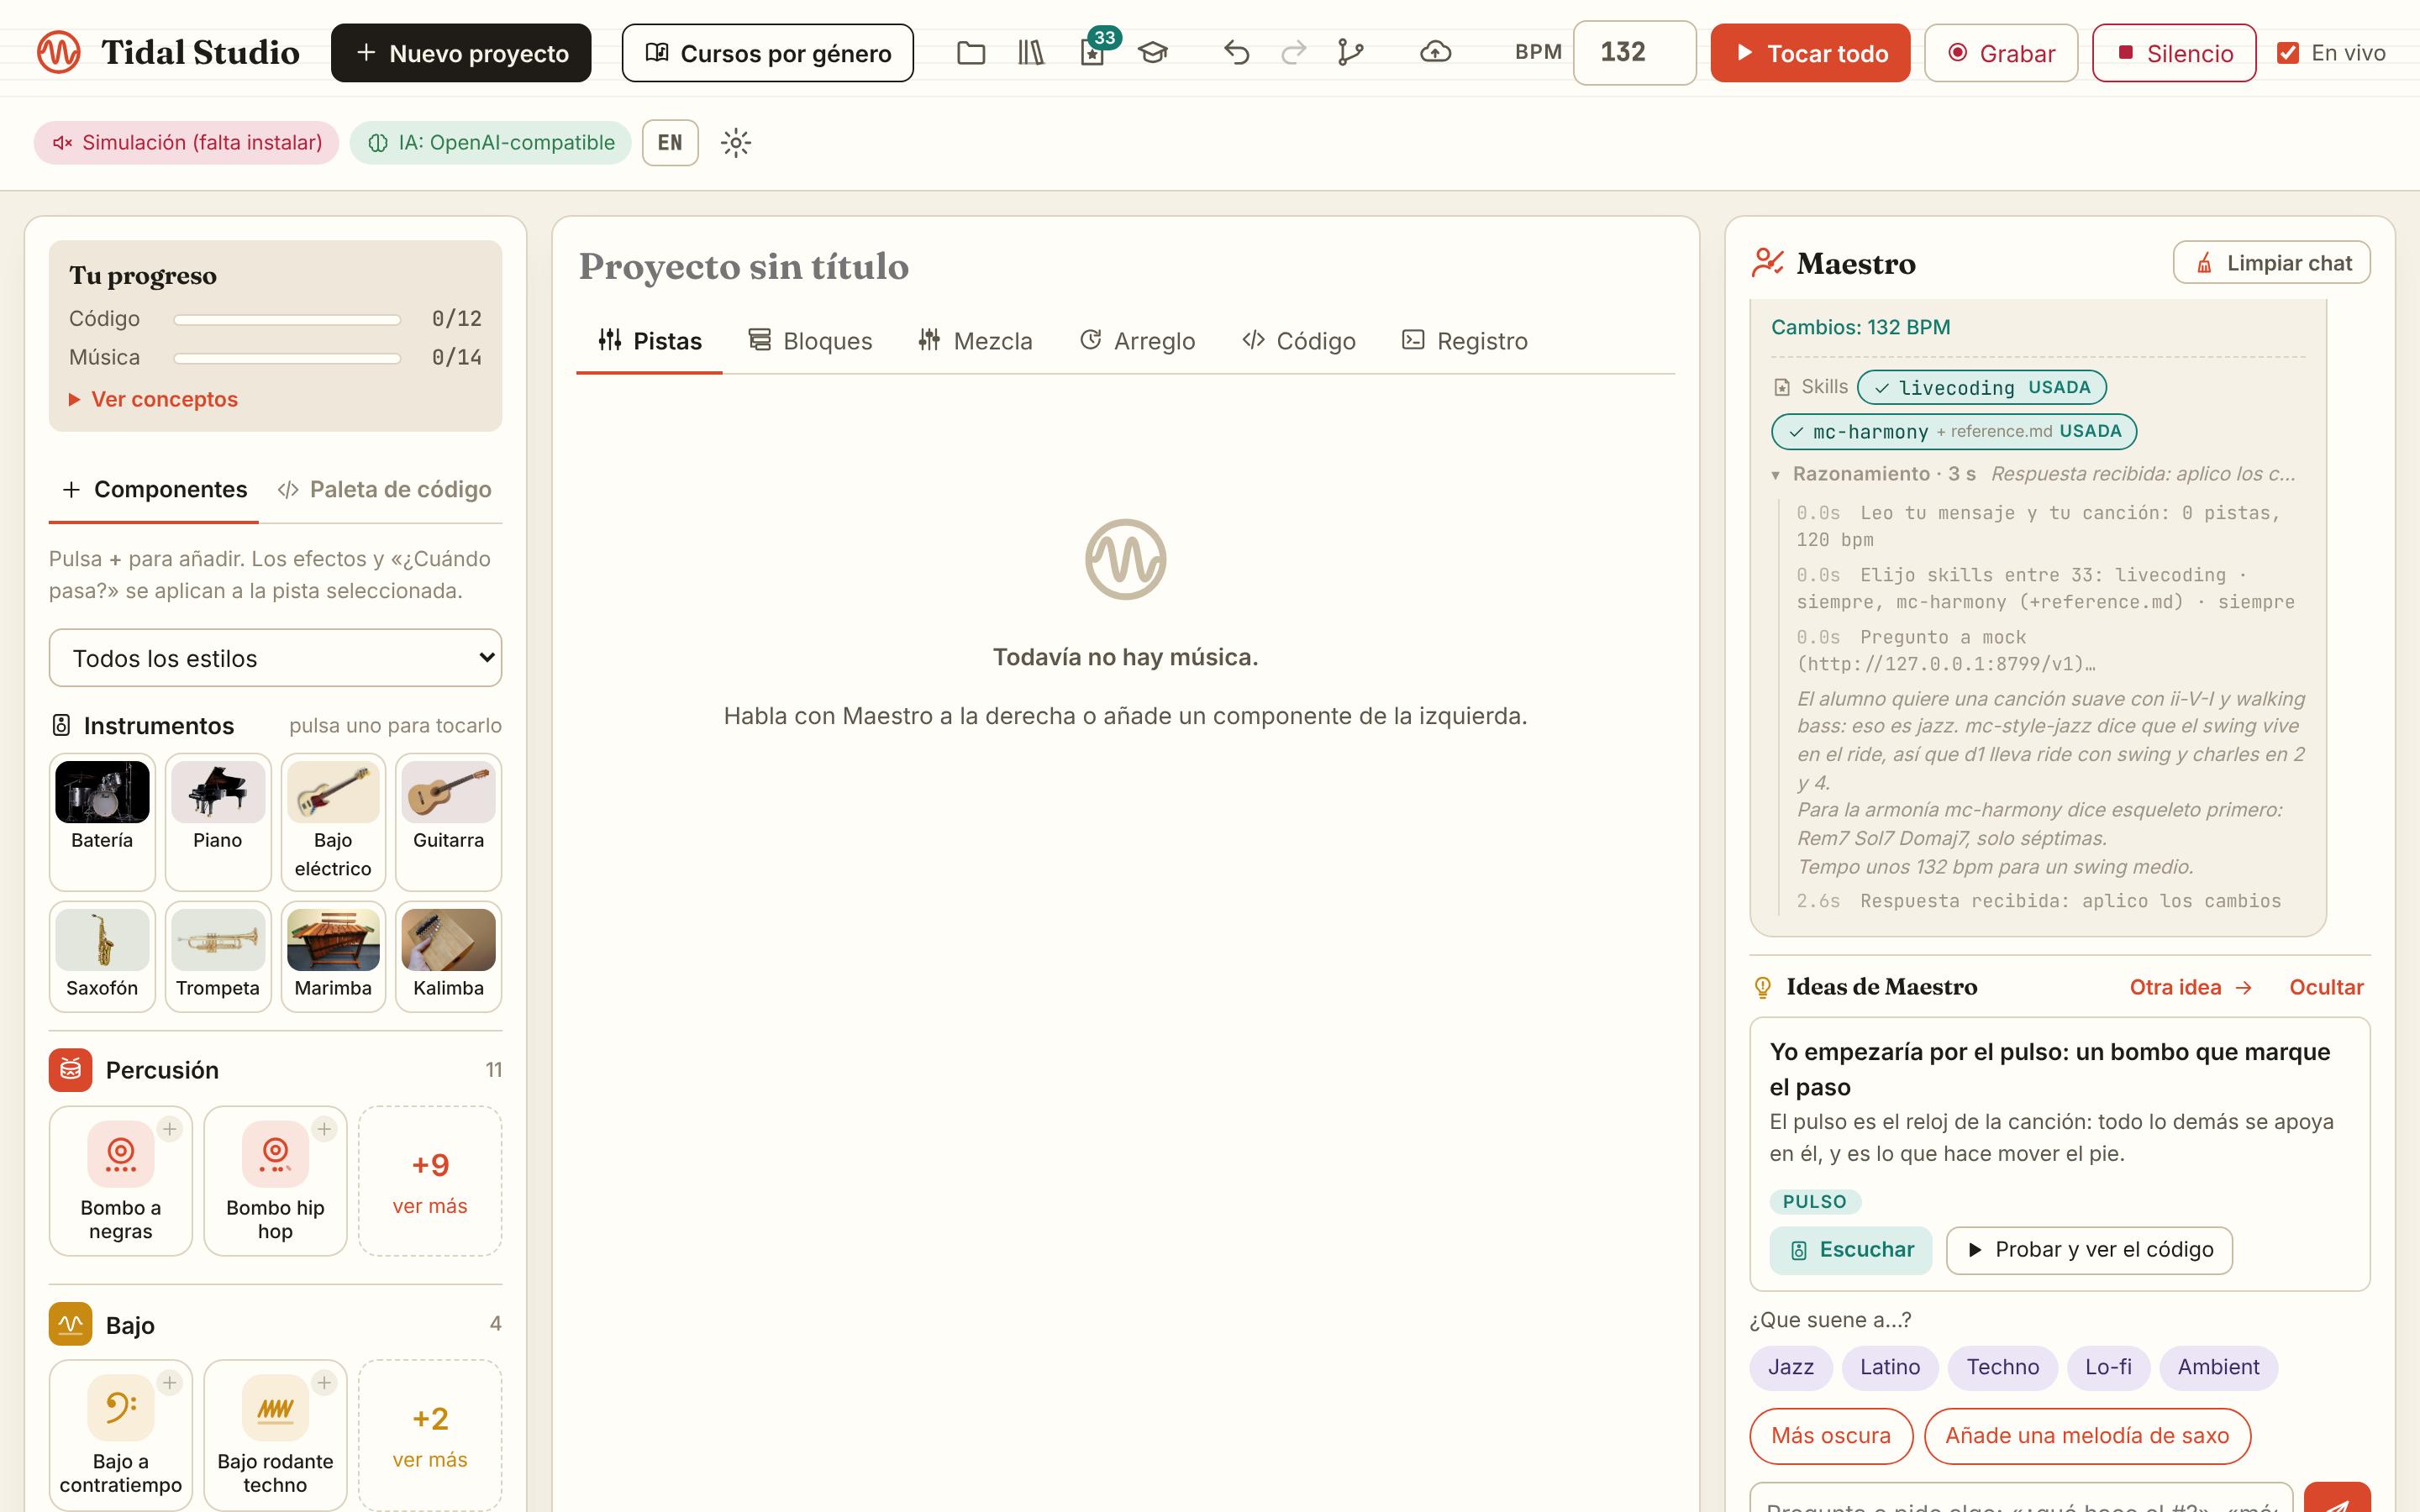 Tidal Studio
Nuevo proyecto
Cursos por género
33
BPM
132
Tocar todo
Grabar
Silencio
En vivo
Simulación (falta instalar)
IA: OpenAI-compatible
EN
Tu progreso
Código 0/12
Música 0/14
Ver conceptos
Componentes
Paleta de código
Pulsa + para añadir. Los efectos y «¿Cuándo
pasa?» se aplican a la pista seleccionada.
Todos los estilos
Instrumentos
pulsa uno para tocarlo
Batería
Piano
Bajo
eléctrico
Guitarra
Saxofón
Trompeta
Marimba
Kalimba
Percusión
11
Bombo a
negras
Bombo hip
hop
+9
ver más
Bajo
4
Bajo a
contratiempo
Bajo rodante
techno
+2
ver más
Proyecto sin título
Pistas
Bloques
Mezcla
Arreglo
Código
Registro
Todavía no hay música.
Habla con Maestro a la derecha o añade un componente de la izquierda.
Maestro
Limpiar chat
Cambios: 132 BPM
Skills
livecoding USADA
mc-harmony + reference.md USADA
Razonamiento · 3 s Respuesta recibida: aplico los c...
0.0s Leo tu mensaje y tu canción: 0 pistas,
120 bpm
0.0s Elijo skills entre 33: livecoding ·
siempre, mc-harmony (+reference.md) · siempre
0.0s Pregunto a mock
(http://127.0.0.1:8799/v1)…
El alumno quiere una canción suave con ii-V-I y walking
bass: eso es jazz. mc-style-jazz dice que el swing vive
en el ride, así que d1 lleva ride con swing y charles en 2
y 4.
Para la armonía mc-harmony dice esqueleto primero:
Rem7 Sol7 Domaj7, solo séptimas.
Tempo unos 132 bpm para un swing medio.
2.6s Respuesta recibida: aplico los cambios
Ideas de Maestro
Otra idea →
Ocultar
Yo empezaría por el pulso: un bombo que marque
el paso
El pulso es el reloj de la canción: todo lo demás se apoya
en él, y es lo que hace mover el pie.
PULSO
Escuchar
Probar y ver el código
¿Que suene a...?
Jazz
Latino
Techno
Lo-fi
Ambient
Más oscura
Añade una melodía de saxo
Pregunta o pide algo: «¿qué hace el #2», «má